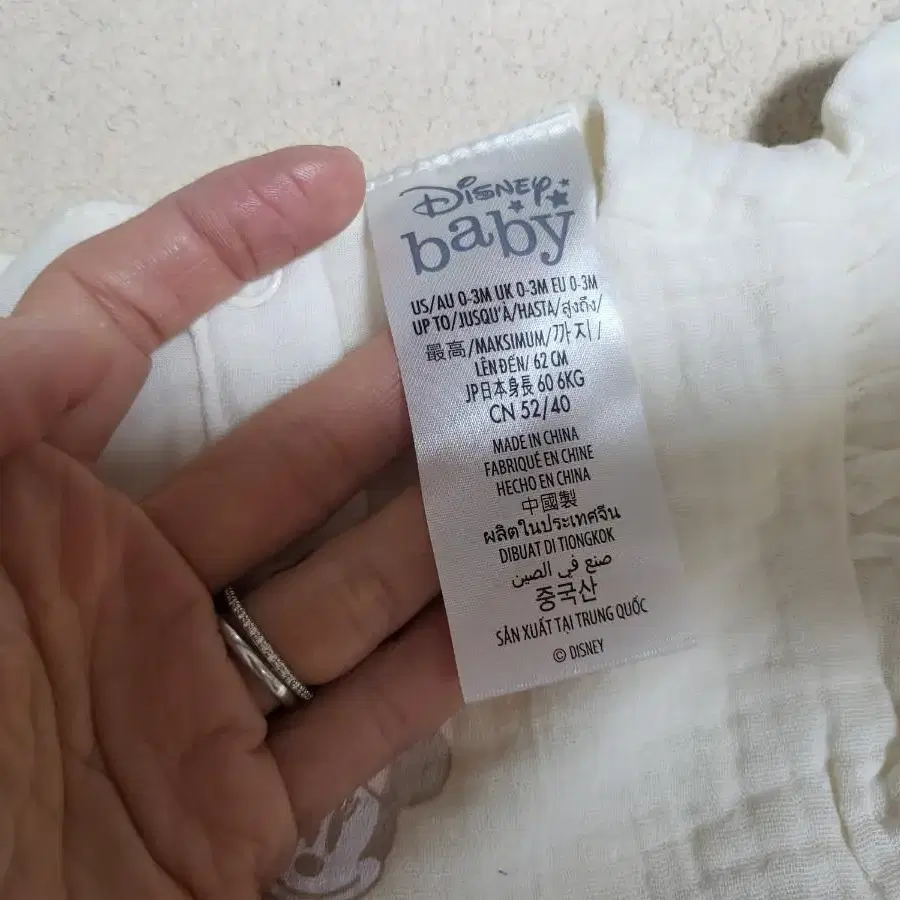 Disney
baby
US/AU 0-3M UK 0-3M EU 0-3M
UP TO/JUSQU'À/HASTA/สูงถึง/
最高/MAKSIMUM/까지/
LÊN ĐẾN/ 62 CM
JP日本身長 60 6KG
CN 52/40
MADE IN CHINA
FABRIQUÉ EN CHINE
HECHO EN CHINA
中國製
ผลิตในประเทศจีน
DIBUAT DI TIONGKOK
صنع في الصين
중국산
SẢN XUẤT TẠI TRUNG QUỐC
© DISNEY